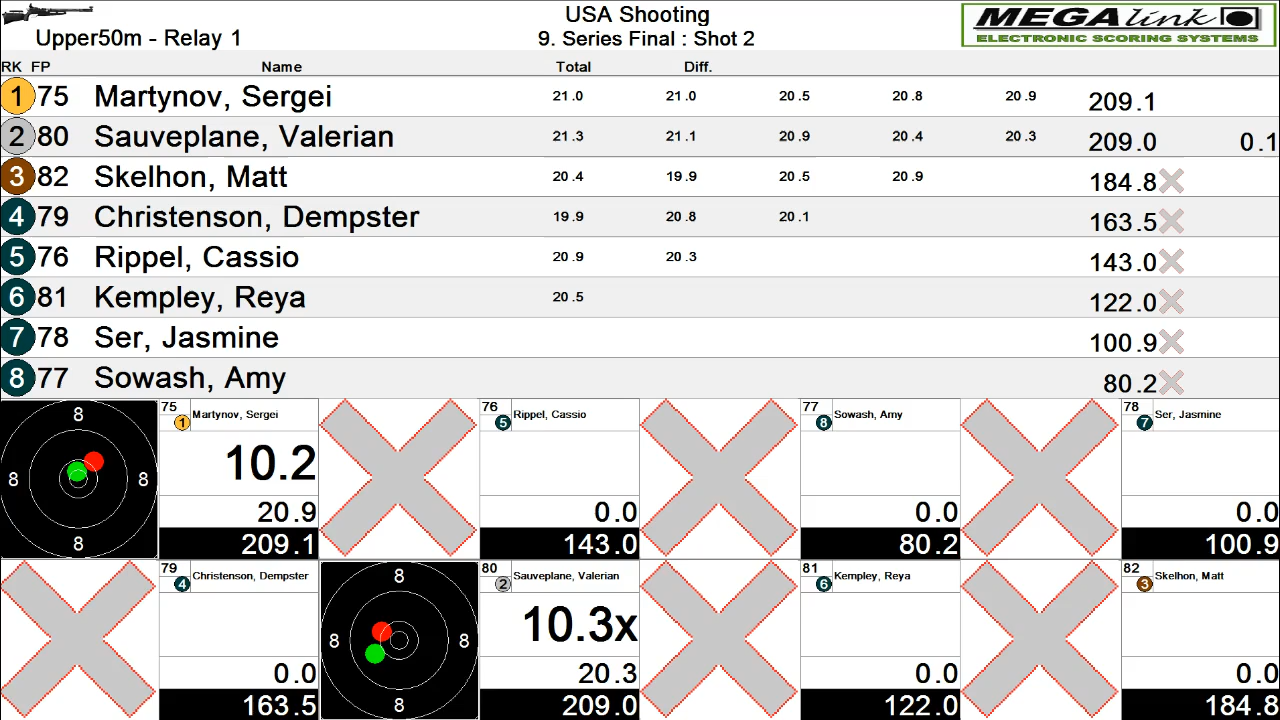 USA Shooting
Upper50m - Relay 1
9. Series Final : Shot 2
MEGAlink
ELECTRONIC SCORING SYSTEMS
RK FP Name Total Diff.
1 75 Martynov, Sergei 21.0 21.0 20.5 20.8 20.9 209.1
2 80 Sauveplane, Valerian 21.3 21.1 20.9 20.4 20.3 209.0 0.1
3 82 Skelhon, Matt 20.4 19.9 20.5 20.9 184.8
4 79 Christenson, Dempster 19.9 20.8 20.1 163.5
5 76 Rippel, Cassio 20.9 20.3 143.0
6 81 Kempley, Reya 20.5 122.0
7 78 Ser, Jasmine 100.9
8 77 Sowash, Amy 80.2
8
8 8
8
75
1 Martynov, Sergei
10.2
20.9
209.1
76
5 Rippel, Cassio
0.0
143.0
77
8 Sowash, Amy
0.0
80.2
78
7 Ser, Jasmine
0.0
100.9
79
4 Christenson, Dempster
0.0
163.5
8
8 8
8
80
2 Sauveplane, Valerian
10.3x
20.3
209.0
81
6 Kempley, Reya
0.0
122.0
82
3 Skelhon, Matt
0.0
184.8